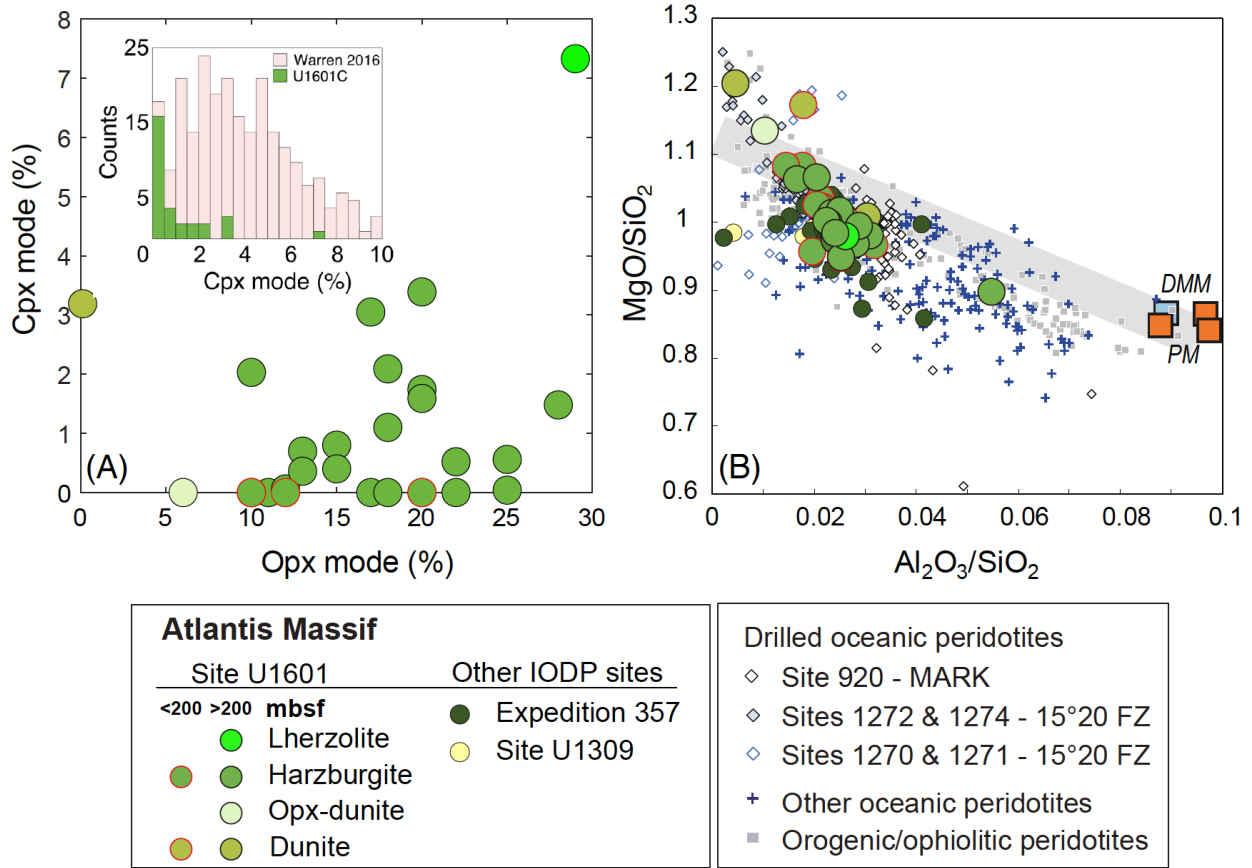 8
7
6
5
4
3
2
1
0
Cpx mode (%)
0
5
10
15
20
25
30
Opx mode (%)
(A)
25
15
5
0
Counts
0
2
4
6
8
10
Cpx mode (%)
Warren 2016
U1601C
1.3
1.2
1.1
1
0.9
0.8
0.7
0.6
MgO/SiO₂
0
0.02
0.04
0.06
0.08
0.1
Al₂O₃/SiO₂
(B)
DMM
PM
Atlantis Massif
Site U1601
Other IODP sites
<200 >200 mbsf
Lherzolite
Harzburgite
Opx-dunite
Dunite
Expedition 357
Site U1309
Drilled oceanic peridotites
Site 920 - MARK
Sites 1272 & 1274 - 15°20 FZ
Sites 1270 & 1271 - 15°20 FZ
Other oceanic peridotites
Orogenic/ophiolitic peridotites